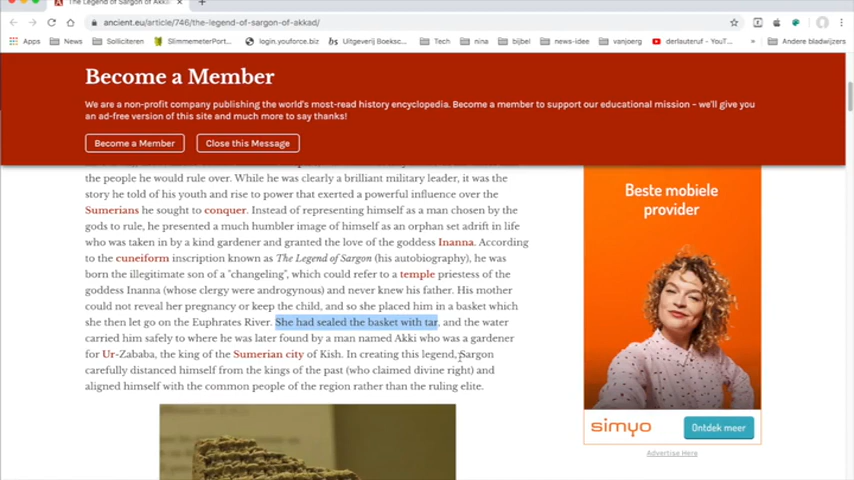 The Legend of Sargon of Akka
ancient.eu/article/746/the-legend-of-sargon-of-akkad/
Apps
News
Solliciteren
SlimmemeterPort...
login.youforce.biz
Uitgeverij Boeksc...
Tech
nina
bijbel
news-idee
vanjoerg
derlauteruf - YouT...
»
Andere bladwijzers
Become a Member
We are a non-profit company publishing the world's most-read history encyclopedia. Become a member to support our educational mission – we'll give you
an ad-free version of this site and much more to say thanks!
Become a Member
Close this Message
the people he would rule over. While he was clearly a brilliant military leader, it was the
story he told of his youth and rise to power that exerted a powerful influence over the
Sumerians he sought to conquer. Instead of representing himself as a man chosen by the
gods to rule, he presented a much humbler image of himself as an orphan set adrift in life
who was taken in by a kind gardener and granted the love of the goddess Inanna. According
to the cuneiform inscription known as The Legend of Sargon (his autobiography), he was
born the illegitimate son of a "changeling", which could refer to a temple priestess of the
goddess Inanna (whose clergy were androgynous) and never knew his father. His mother
could not reveal her pregnancy or keep the child, and so she placed him in a basket which
she then let go on the Euphrates River. She had sealed the basket with tar, and the water
carried him safely to where he was later found by a man named Akki who was a gardener
for Ur-Zababa, the king of the Sumerian city of Kish. In creating this legend, Sargon
carefully distanced himself from the kings of the past (who claimed divine right) and
aligned himself with the common people of the region rather than the ruling elite.
Beste mobiele
provider
simyo
Ontdek meer
Advertise Here